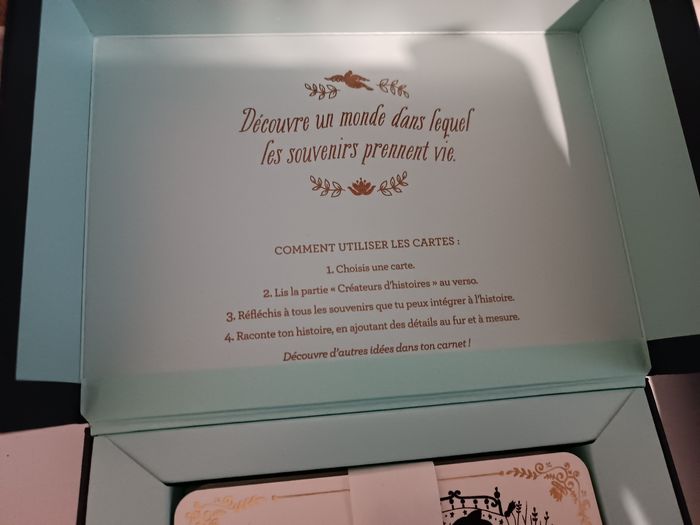 Découvre un monde dans lequel
les souvenirs prennent vie.
COMMENT UTILISER LES CARTES :
1. Choisis une carte.
2. Lis la partie « Créateurs d'histoires » au verso.
3. Réfléchis à tous les souvenirs que tu peux intégrer à l'histoire.
4. Raconte ton histoire, en ajoutant des détails au fur et à mesure.
Découvre d'autres idées dans ton carnet !